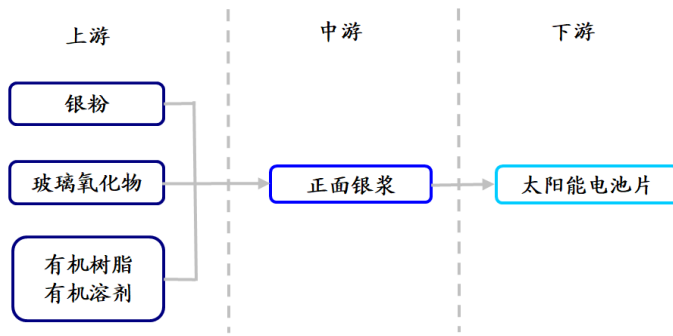 上游
中游
下游
银粉
玻璃氧化物
正面银浆
太阳能电池片
有机树脂
有机溶剂